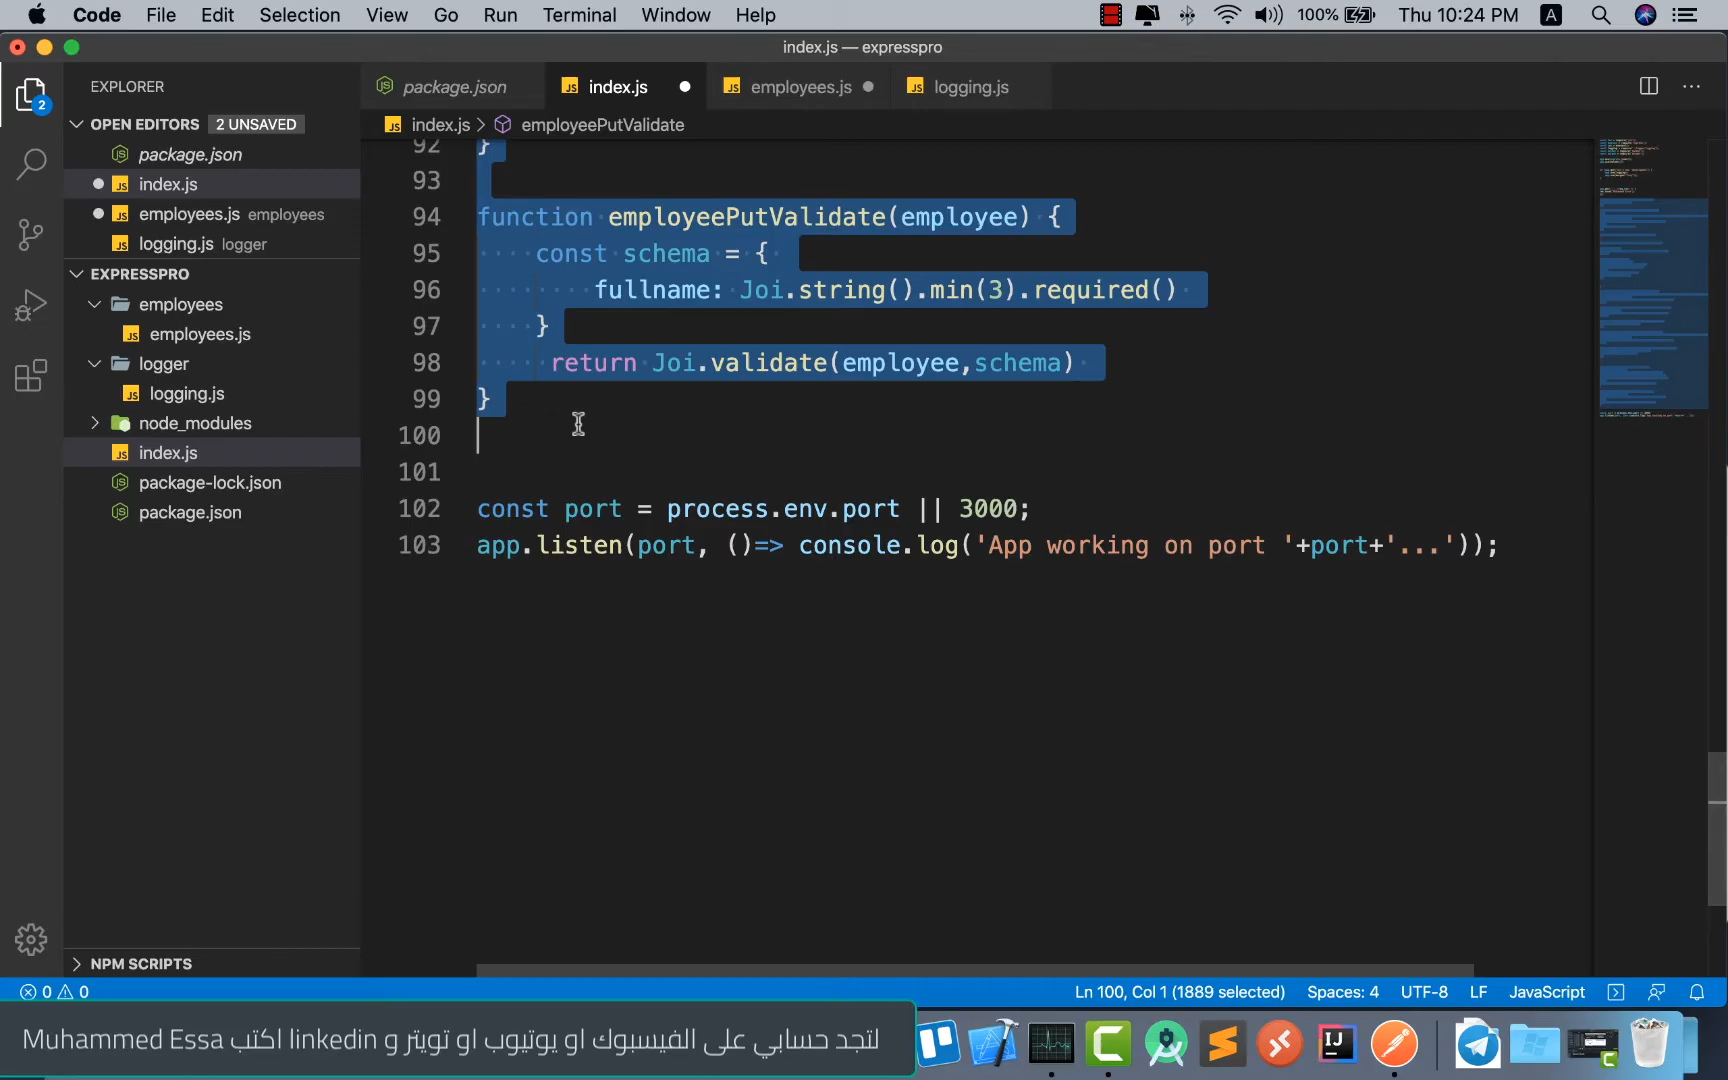 Code File Edit Selection View Go Run Terminal Window Help 100% Thu 10:24 PM A
index.js — expresspro
EXPLORER
package.json index.js employees.js logging.js
OPEN EDITORS 2 UNSAVED
index.js > employeePutValidate
package.json
index.js
employees.js employees
logging.js logger
EXPRESSPRO
employees
employees.js
logger
logging.js
node_modules
index.js
package-lock.json
package.json
NPM SCRIPTS
2
92 }
93
94 function employeePutValidate(employee) {
95 const schema = {
96 fullname: Joi.string().min(3).required()
97 }
98 return Joi.validate(employee,schema)
99 }
100
101
102 const port = process.env.port || 3000;
103 app.listen(port, ()=> console.log('App working on port '+port+'...'));
0 0 Ln 100, Col 1 (1889 selected) Spaces: 4 UTF-8 LF JavaScript
لتجد حسابي على الفيسبوك او يوتيوب او تويتر و linkedin اكتب Muhammed Essa
IJ